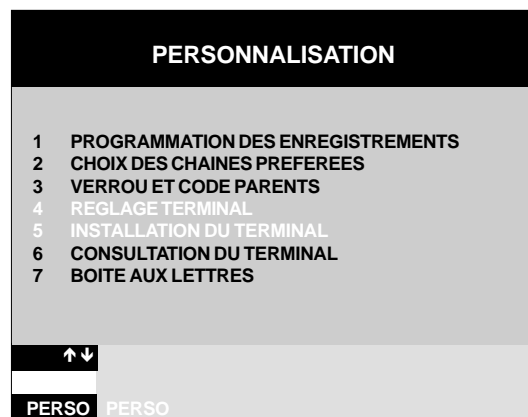 PERSONNALISATION
1 PROGRAMMATION DES ENREGISTREMENTS
2 CHOIX DES CHAINES PREFEREES
3 VERROU ET CODE PARENTS
4 REGLAGE TERMINAL
5 INSTALLATION DU TERMINAL
6 CONSULTATION DU TERMINAL
7 BOITE AUX LETTRES
↑↓
PERSO PERSO